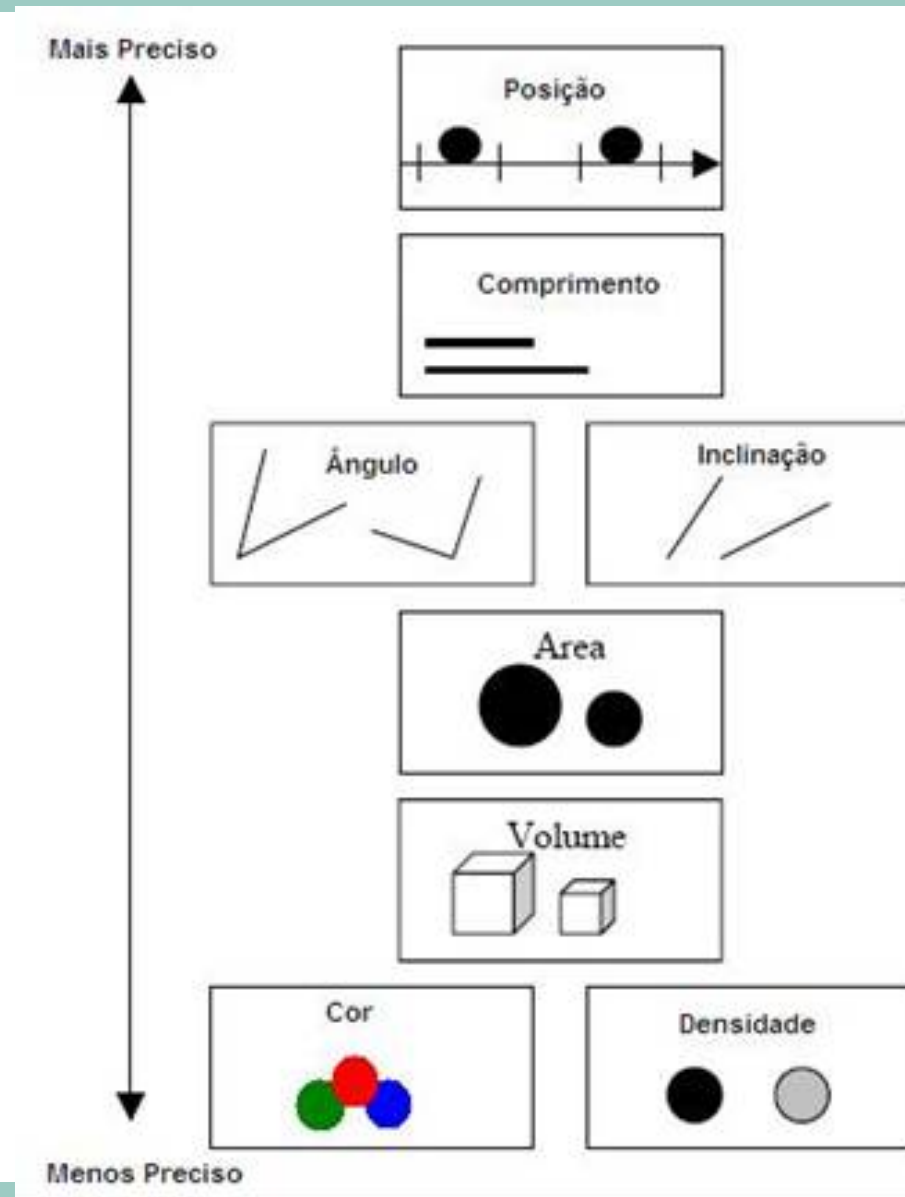 Mais Preciso
Posição
Comprimento
Ângulo
Inclinação
Area
Volume
Cor
Densidade
Menos Preciso